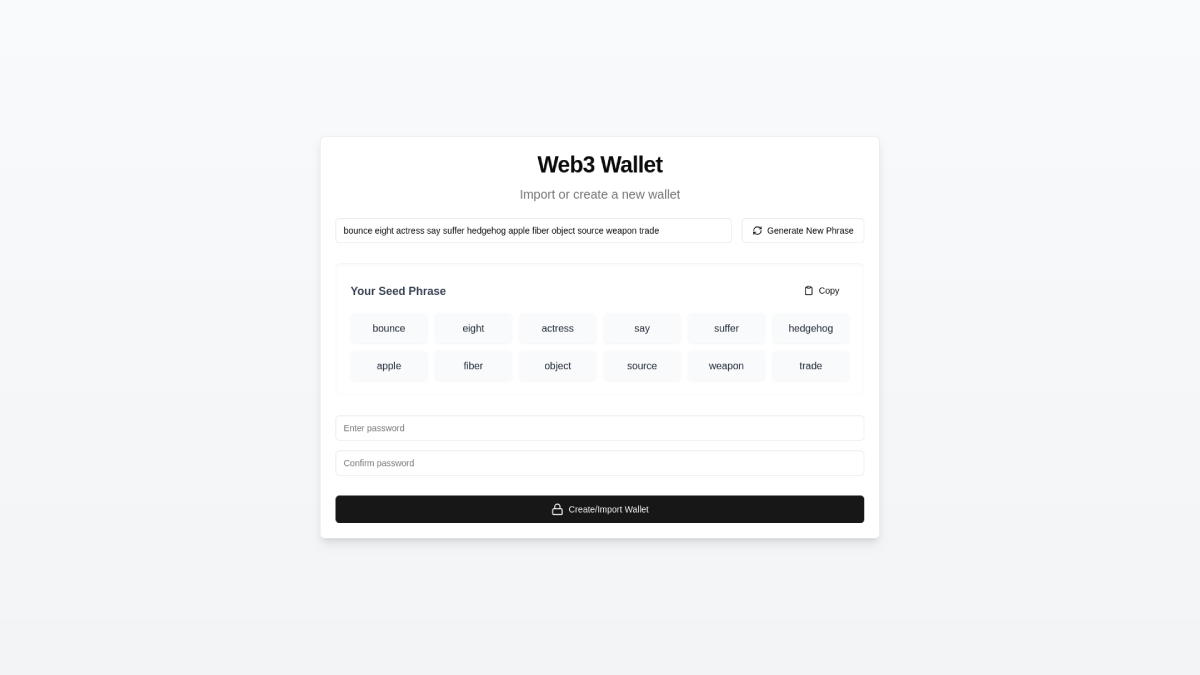 Web3 Wallet
Import or create a new wallet
bounce eight actress say suffer hedgehog apple fiber object source weapon trade
Generate New Phrase
Your Seed Phrase
Copy
bounce eight actress say suffer hedgehog
apple fiber object source weapon trade
Enter password
Confirm password
Create/Import Wallet